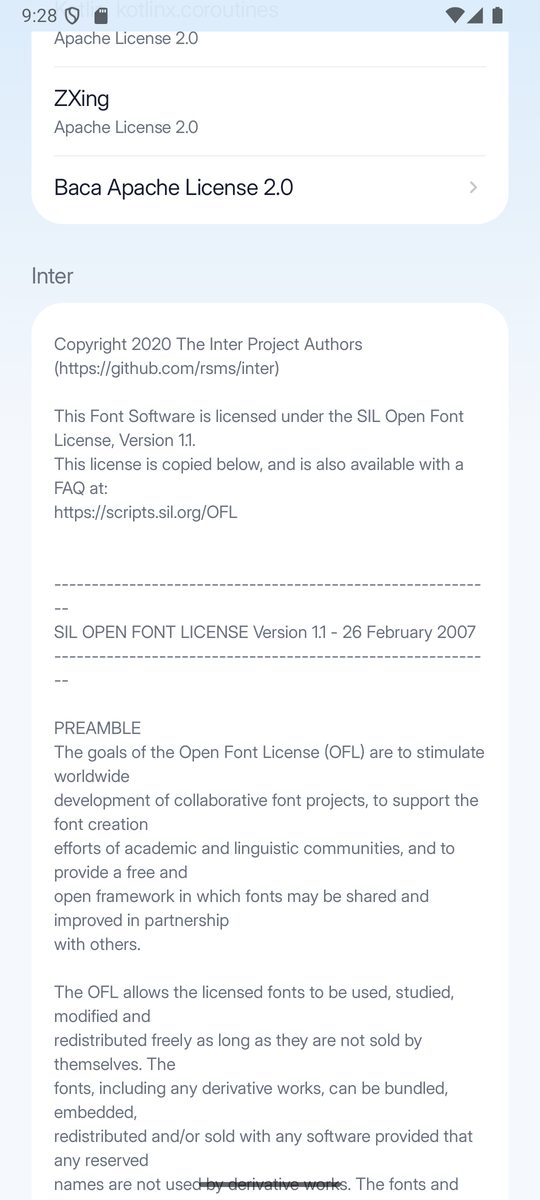 9:28
Kotlin kotlinx.coroutines
Apache License 2.0
ZXing
Apache License 2.0
Baca Apache License 2.0
Inter
Copyright 2020 The Inter Project Authors
(https://github.com/rsms/inter)
This Font Software is licensed under the SIL Open Font
License, Version 1.1.
This license is copied below, and is also available with a
FAQ at:
https://scripts.sil.org/OFL
-----------------------------------------------------------
--
SIL OPEN FONT LICENSE Version 1.1 - 26 February 2007
-----------------------------------------------------------
--
PREAMBLE
The goals of the Open Font License (OFL) are to stimulate
worldwide
development of collaborative font projects, to support the
font creation
efforts of academic and linguistic communities, and to
provide a free and
open framework in which fonts may be shared and
improved in partnership
with others.
The OFL allows the licensed fonts to be used, studied,
modified and
redistributed freely as long as they are not sold by
themselves. The
fonts, including any derivative works, can be bundled,
embedded,
redistributed and/or sold with any software provided that
any reserved
names are not used by derivative works. The fonts and